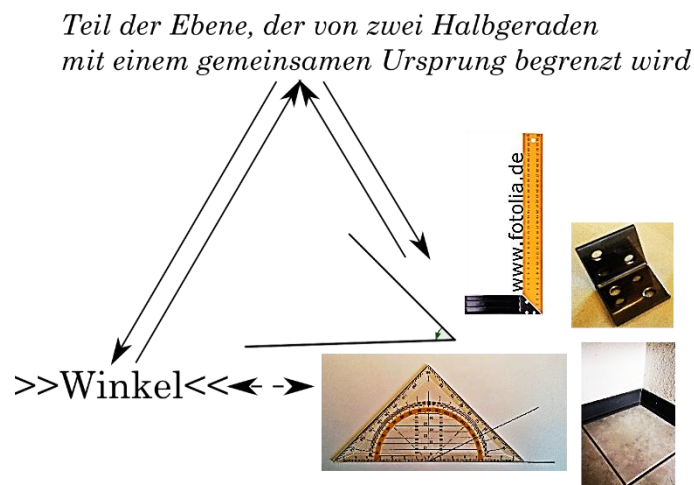 Teil der Ebene, der von zwei Halbgeraden
mit einem gemeinsamen Ursprung begrenzt wird
www.fotolia.de
>>Winkel<<